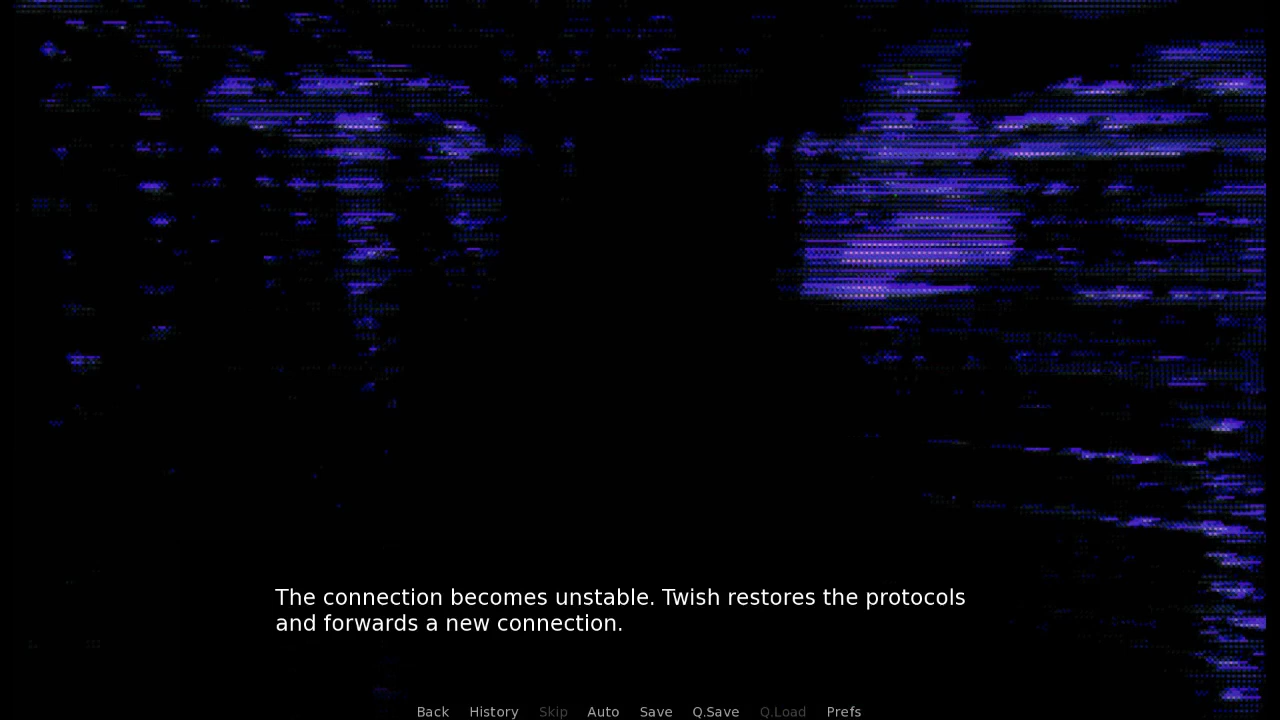 The connection becomes unstable. Twish restores the protocols
and forwards a new connection.
Back History Skip Auto Save Q.Save Q.Load Prefs